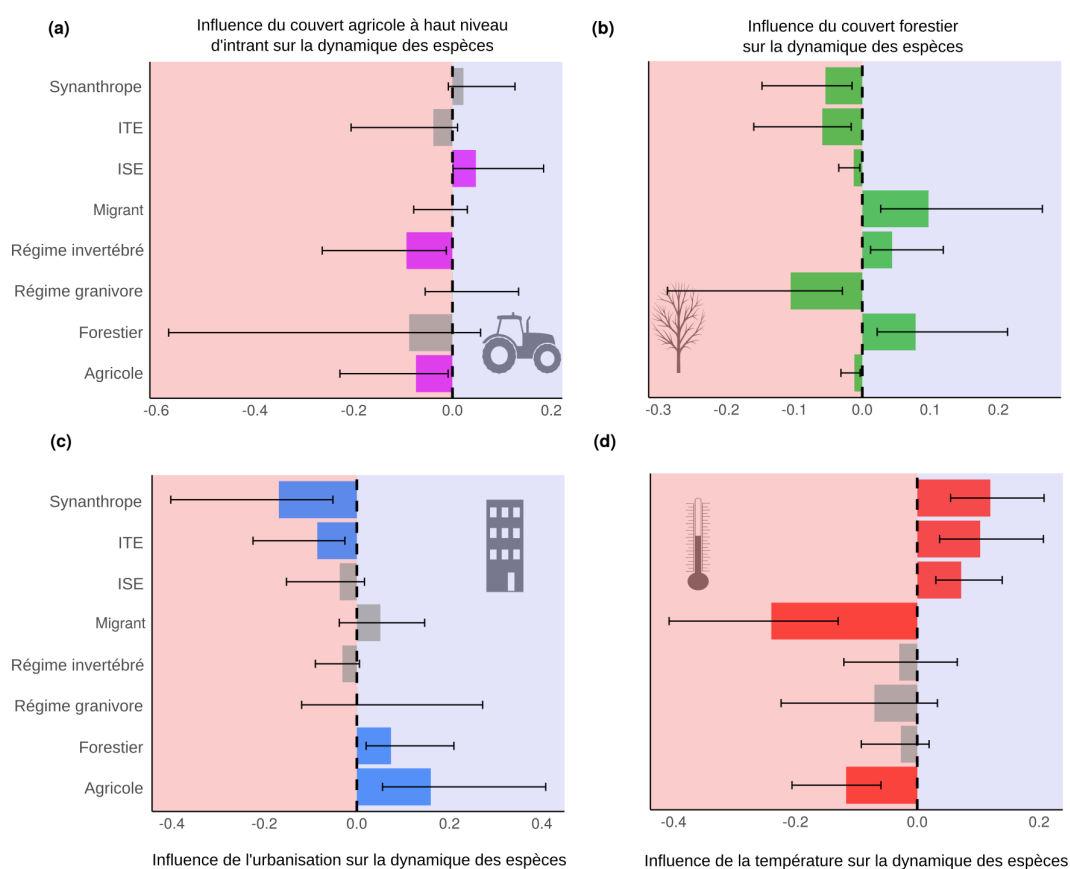 (a)
Influence du couvert agricole à haut niveau
d'intrant sur la dynamique des espèces
Synanthrope
ITE
ISE
Migrant
Régime invertébré
Régime granivore
Forestier
Agricole
-0.6
-0.4
-0.2
0.0
0.2
(b)
Influence du couvert forestier
sur la dynamique des espèces
-0.3
-0.2
-0.1
0.0
0.1
0.2
(c)
Synanthrope
ITE
ISE
Migrant
Régime invertébré
Régime granivore
Forestier
Agricole
-0.4
-0.2
0.0
0.2
0.4
Influence de l'urbanisation sur la dynamique des espèces
(d)
-0.4
-0.2
0.0
0.2
Influence de la température sur la dynamique des espèces